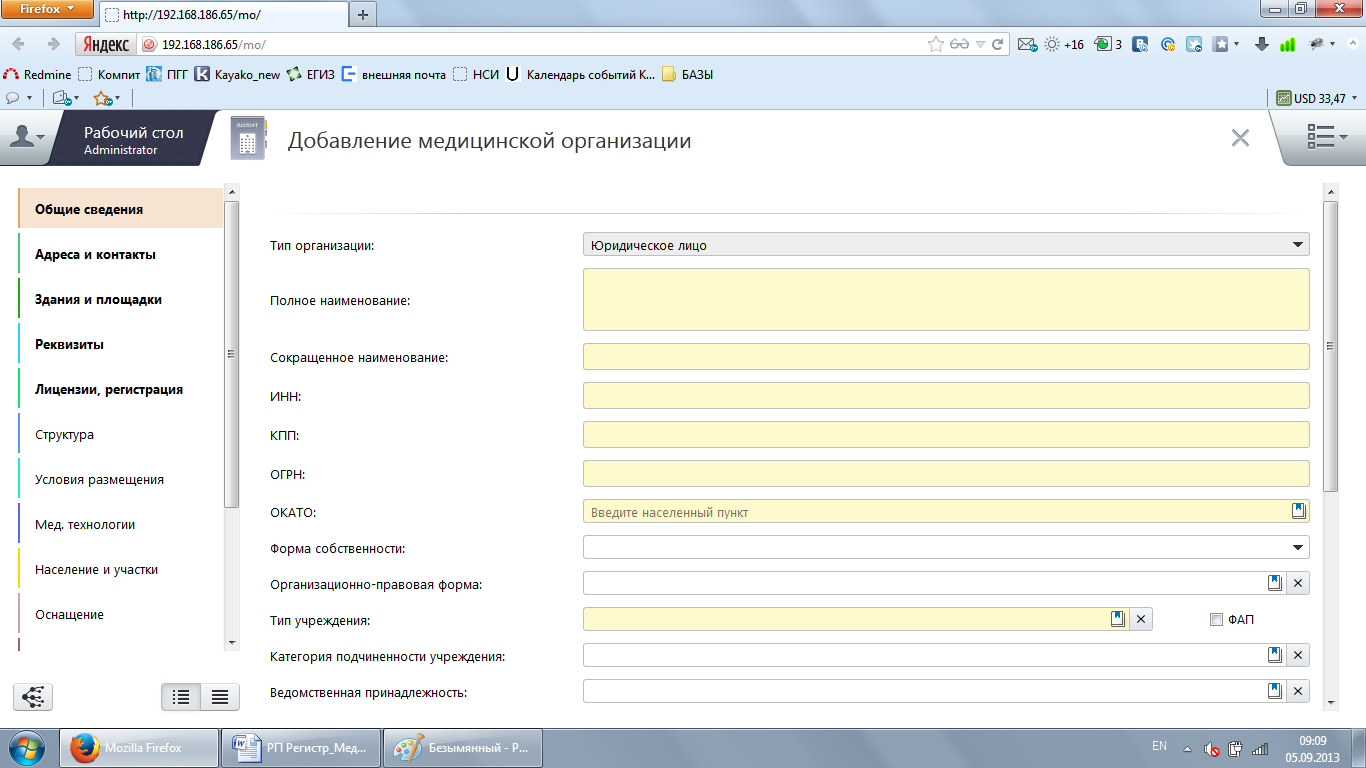 Firefox
http://192.168.186.65/mo/
Яндекс
192.168.186.65/mo/
+16
3
Redmine
Компит
ПГГ
Kayako_new
ЕГИЗ
внешняя почта
НСИ
Календарь событий К...
БАЗЫ
USD 33,47
Рабочий стол
Administrator
ПАСПОРТ
Добавление медицинской организации
Общие сведения
Адреса и контакты
Здания и площадки
Реквизиты
Лицензии, регистрация
Структура
Условия размещения
Мед. технологии
Население и участки
Оснащение
Тип организации:
Юридическое лицо
Полное наименование:
Сокращенное наименование:
ИНН:
КПП:
ОГРН:
ОКАТО:
Введите населенный пункт
Форма собственности:
Организационно-правовая форма:
Тип учреждения:
ФАП
Категория подчиненности учреждения:
Ведомственная принадлежность:
Mozilla Firefox
РП Регистр_Мед...
Безымянный - P...
EN
09:09
05.09.2013